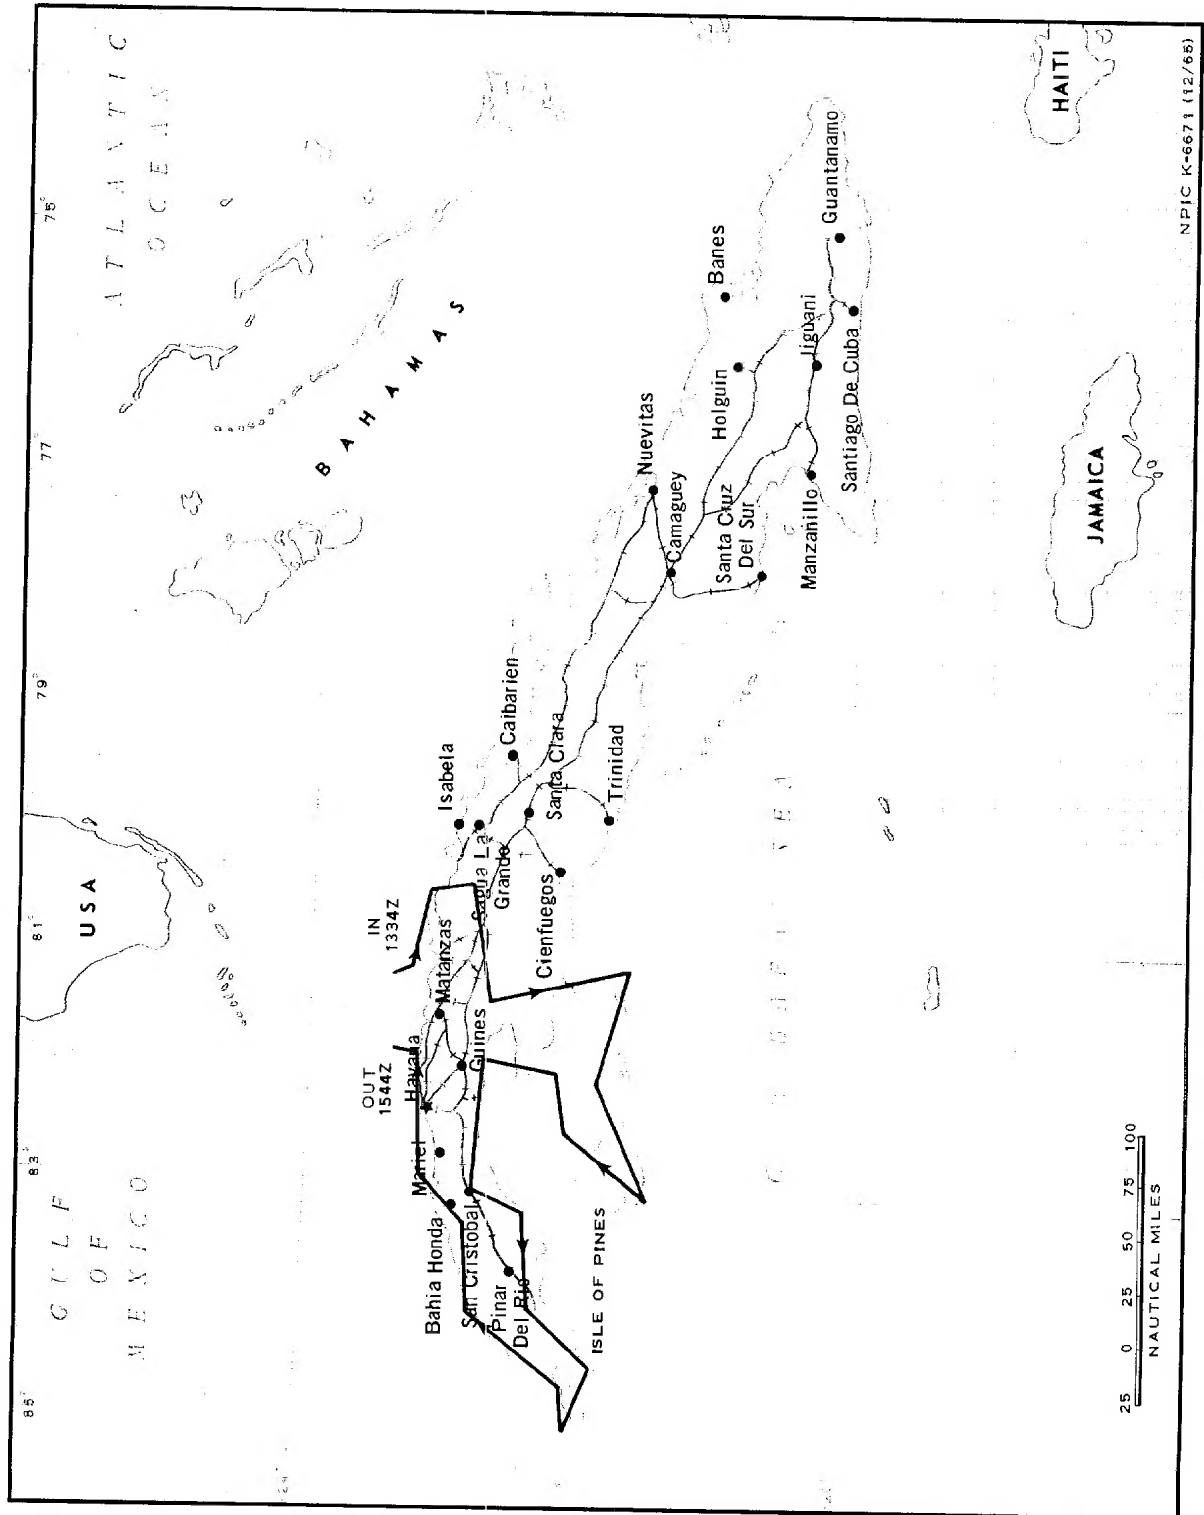 85°
83°
81°
79°
77°
75°
GULF
OF
MEXICO
USA
ATLANTIC
OCEAN
BAHAMAS
OUT
1544Z
IN
1334Z
Havana
Matanzas
Mariel
Guines
Bahia Honda
San Cristobal
Pinar
Del Rio
ISLE OF PINES
Isabela
Sagua La
Grande
Caibarien
Santa Clara
Cienfuegos
Trinidad
Nuevitas
Camaguey
Santa Cruz
Del Sur
Holguin
Banes
Manzanillo
Jiguani
Santiago De Cuba
Guantanamo
SEA
JAMAICA
HAITI
25 0 25 50 75 100
NAUTICAL MILES
NPIC K-6671 (12/65)